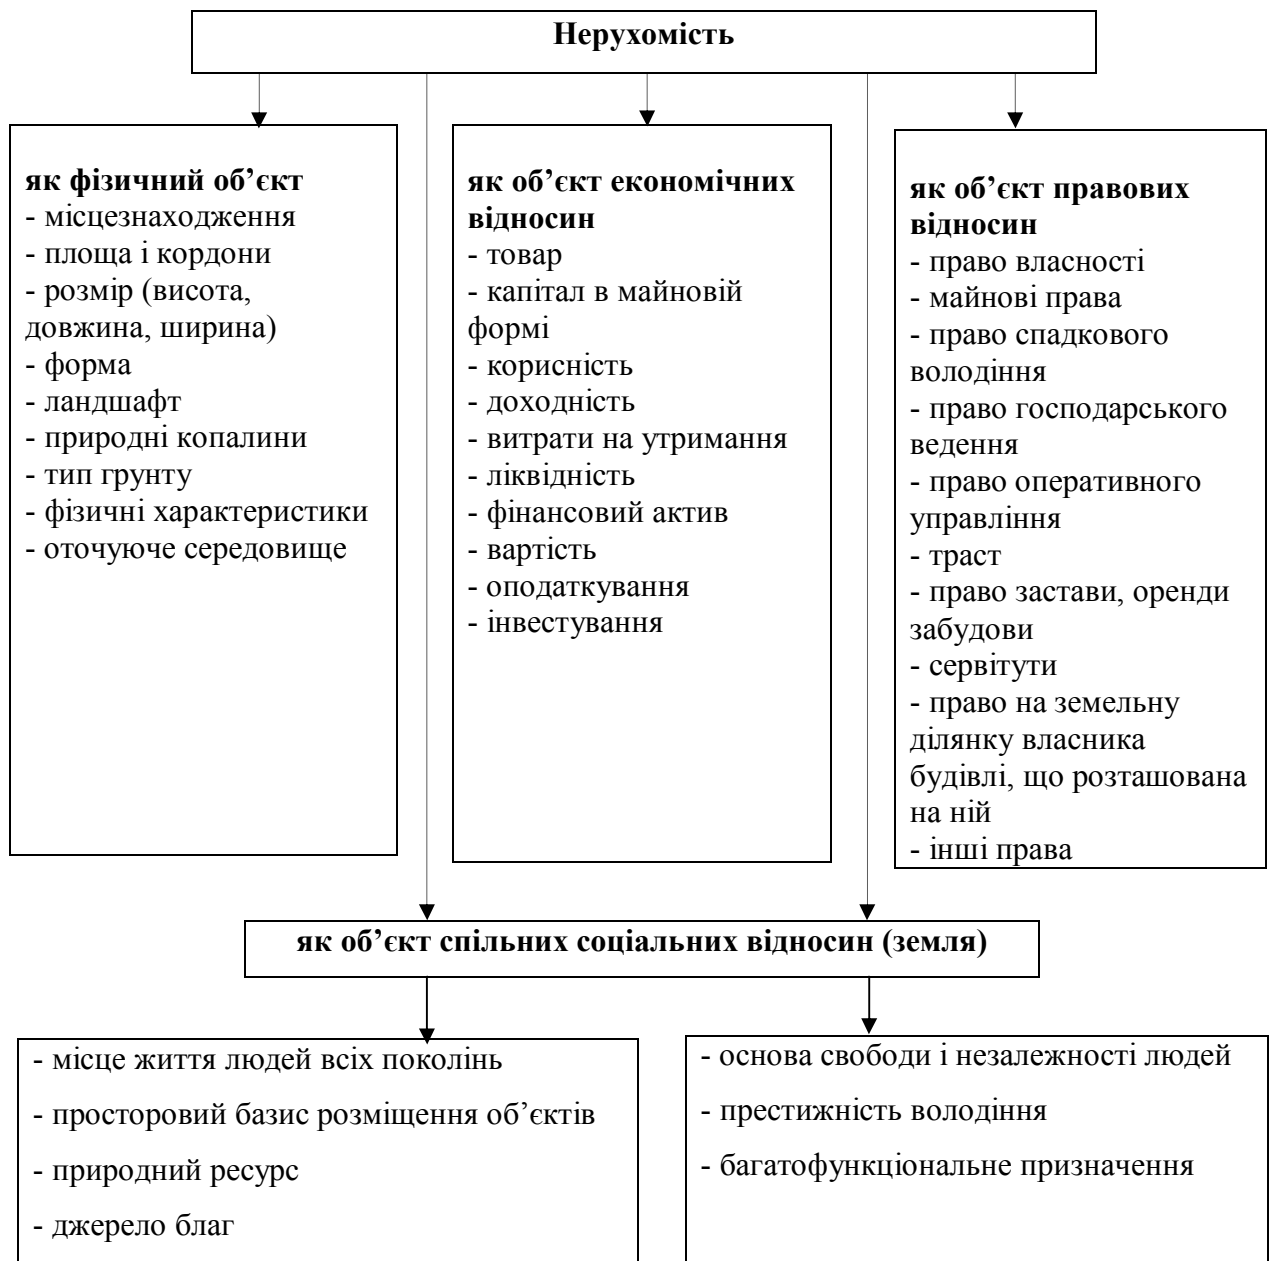 Нерухомість
як фізичний об’єкт
- місцезнаходження
- площа і кордони
- розмір (висота,
довжина, ширина)
- форма
- ландшафт
- природні копалини
- тип грунту
- фізичні характеристики
- оточуюче середовище
як об’єкт економічних
відносин
- товар
- капітал в майновій
формі
- корисність
- доходність
- витрати на утримання
- ліквідність
- фінансовий актив
- вартість
- оподаткування
- інвестування
як об’єкт правових
відносин
- право власності
- майнові права
- право спадкового
володіння
- право господарського
ведення
- право оперативного
управління
- траст
- право застави, оренди
забудови
- сервітути
- право на земельну
ділянку власника
будівлі, що розташована
на ній
- інші права
як об’єкт спільних соціальних відносин (земля)
- місце життя людей всіх поколінь
- просторовий базис розміщення об’єктів
- природний ресурс
- джерело благ
- основа свободи і незалежності людей
- престижність володіння
- багатофункціональне призначення